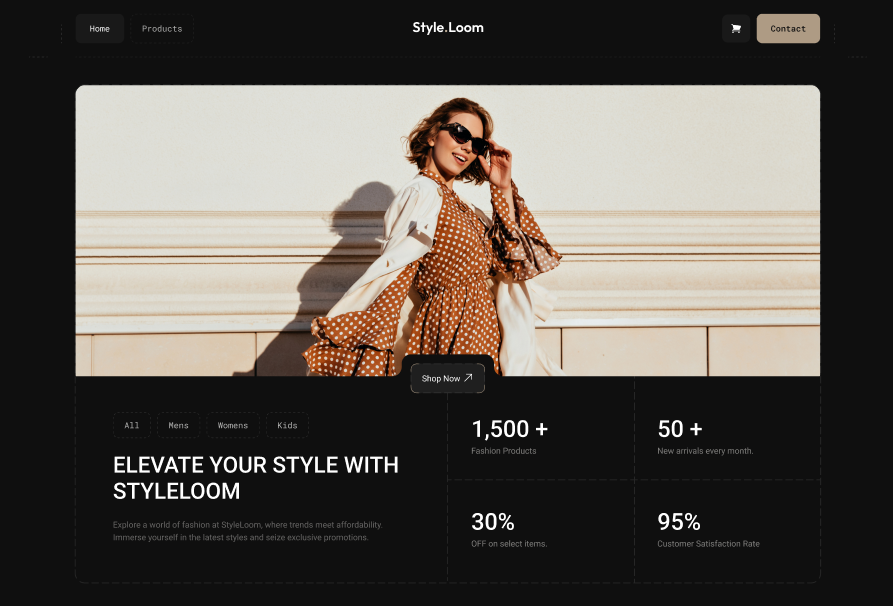 Home
Products
Style.Loom
Contact
Shop Now
All
Mens
Womens
Kids
ELEVATE YOUR STYLE WITH
STYLELOOM
Explore a world of fashion at StyleLoom, where trends meet affordability.
Immerse yourself in the latest styles and seize exclusive promotions.
1,500 +
Fashion Products
50 +
New arrivals every month.
30%
OFF on select items.
95%
Customer Satisfaction Rate